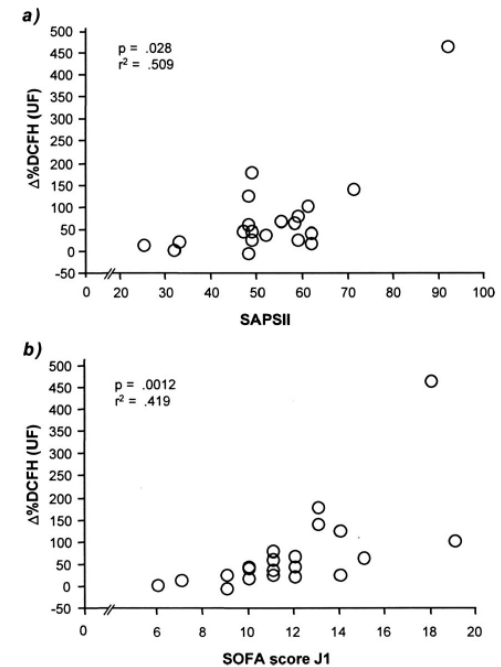 a)
500
450
400
350
300
250
200
150
100
50
0
-50
Δ%DCFH (UF)
p = .028
r² = .509
0 20 30 40 50 60 70 80 90 100
SAPSII
b)
500
450
400
350
300
250
200
150
100
50
0
-50
Δ%DCFH (UF)
p = .0012
r² = .419
0 6 8 10 12 14 16 18 20
SOFA score J1